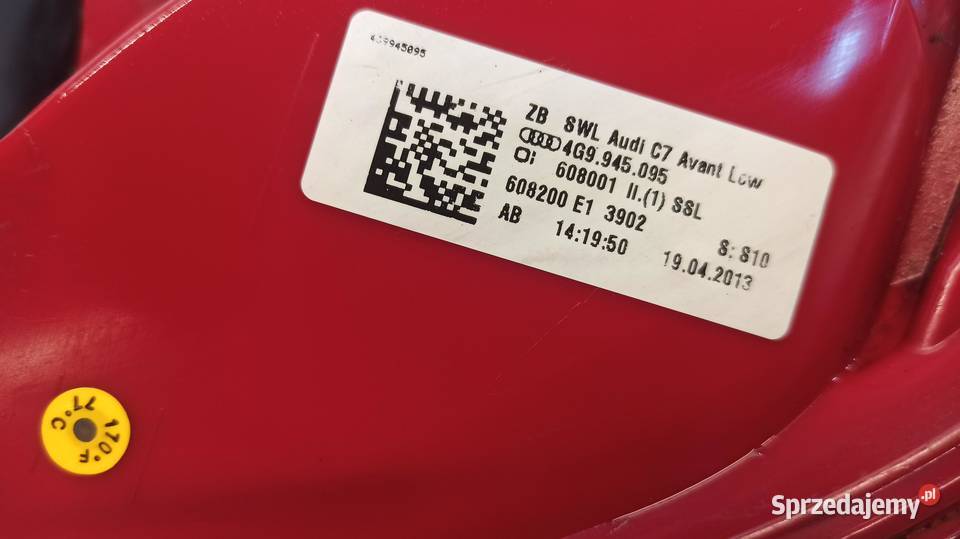 4G9945095
ZB SWL Audi C7 Avant Low
4G9.945.095
608001 II.(1) SSL
608200 E1 3902
S: S10
AB 14:19:50 19.04.2013
77°C
170°F
Sprzedajemy.pl